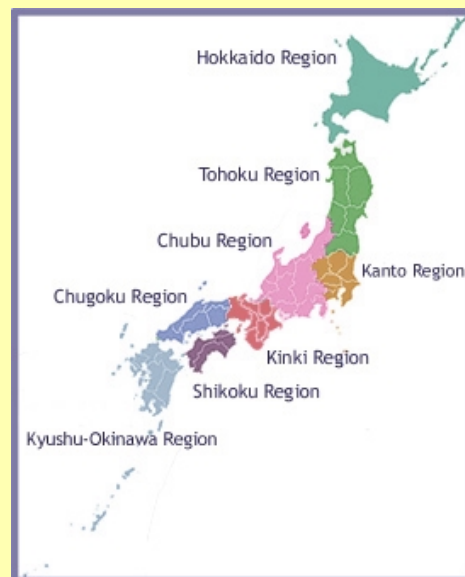 Hokkaido Region
Tohoku Region
Chubu Region
Kanto Region
Chugoku Region
Kinki Region
Shikoku Region
Kyushu-Okinawa Region